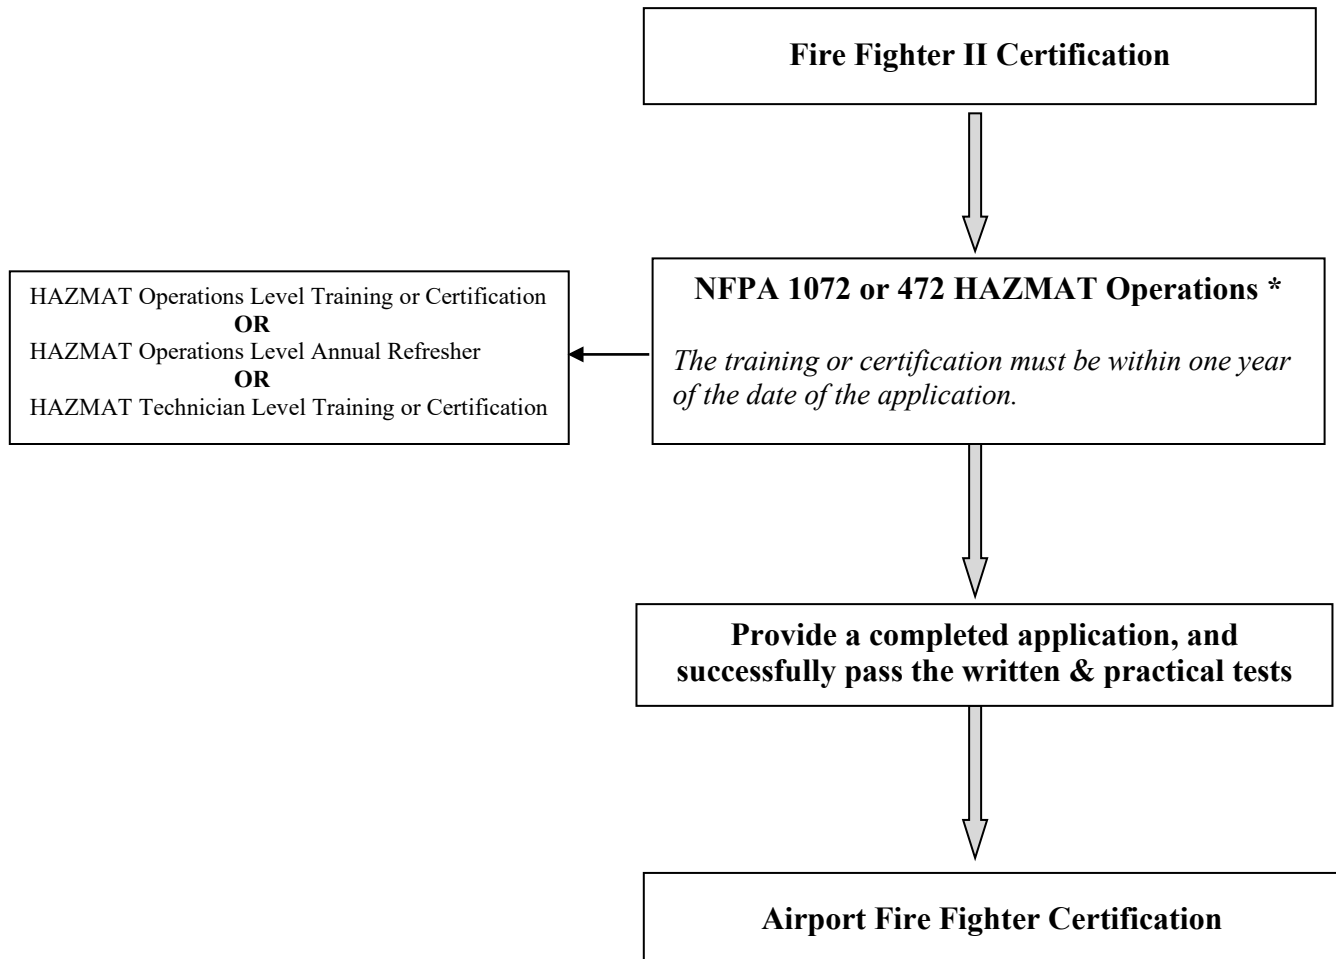 Fire Fighter II Certification
HAZMAT Operations Level Training or Certification
OR
HAZMAT Operations Level Annual Refresher
OR
HAZMAT Technician Level Training or Certification
NFPA 1072 or 472 HAZMAT Operations *
The training or certification must be within one year
of the date of the application.
Provide a completed application, and
successfully pass the written & practical tests
Airport Fire Fighter Certification